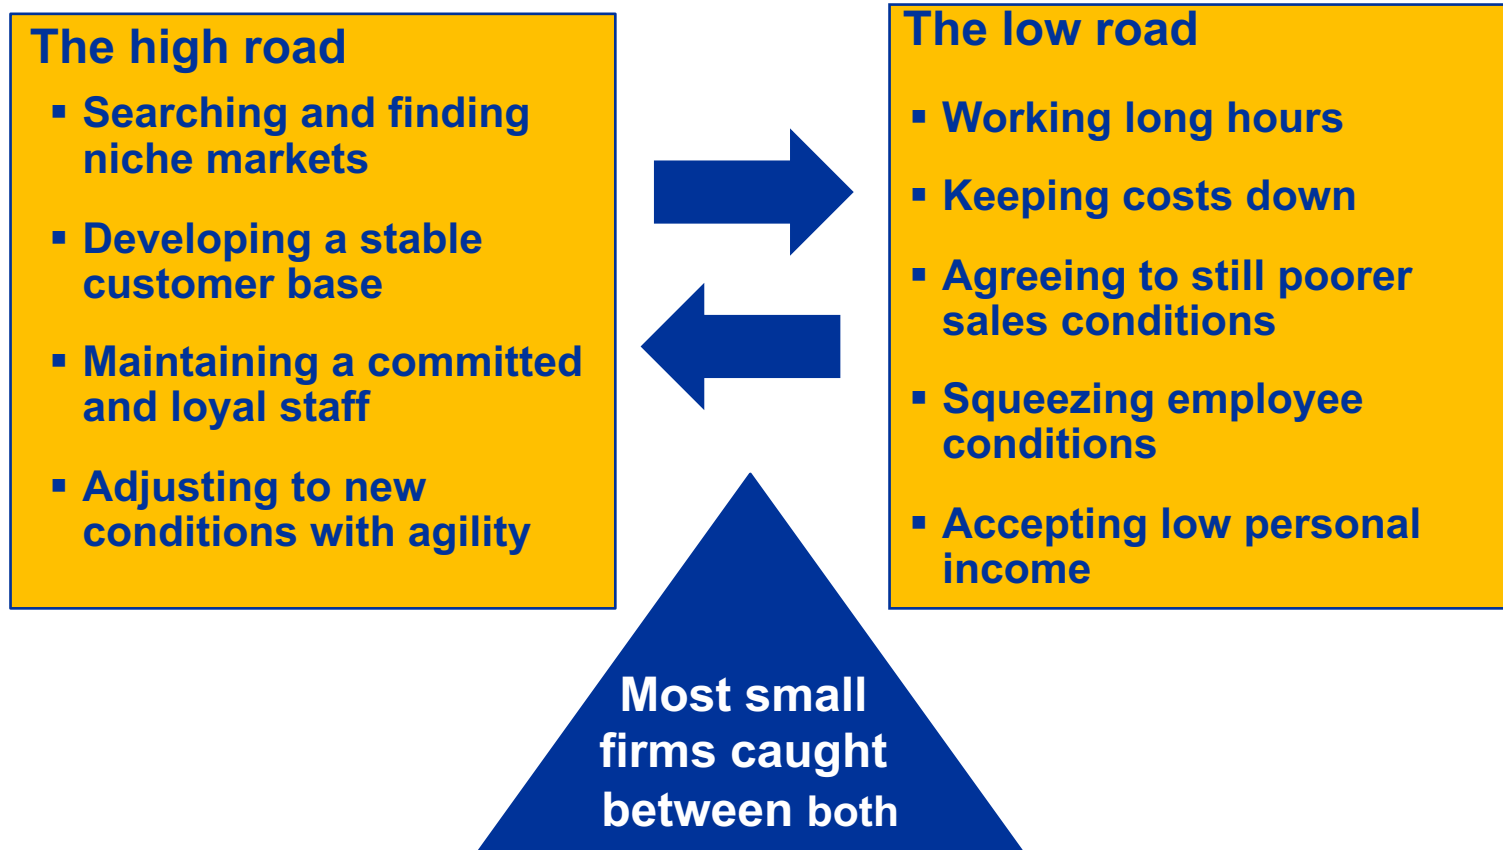 The high road
▪ Searching and finding
niche markets
▪ Developing a stable
customer base
▪ Maintaining a committed
and loyal staff
▪ Adjusting to new
conditions with agility
The low road
▪ Working long hours
▪ Keeping costs down
▪ Agreeing to still poorer
sales conditions
▪ Squeezing employee
conditions
▪ Accepting low personal
income
Most small
firms caught
between both